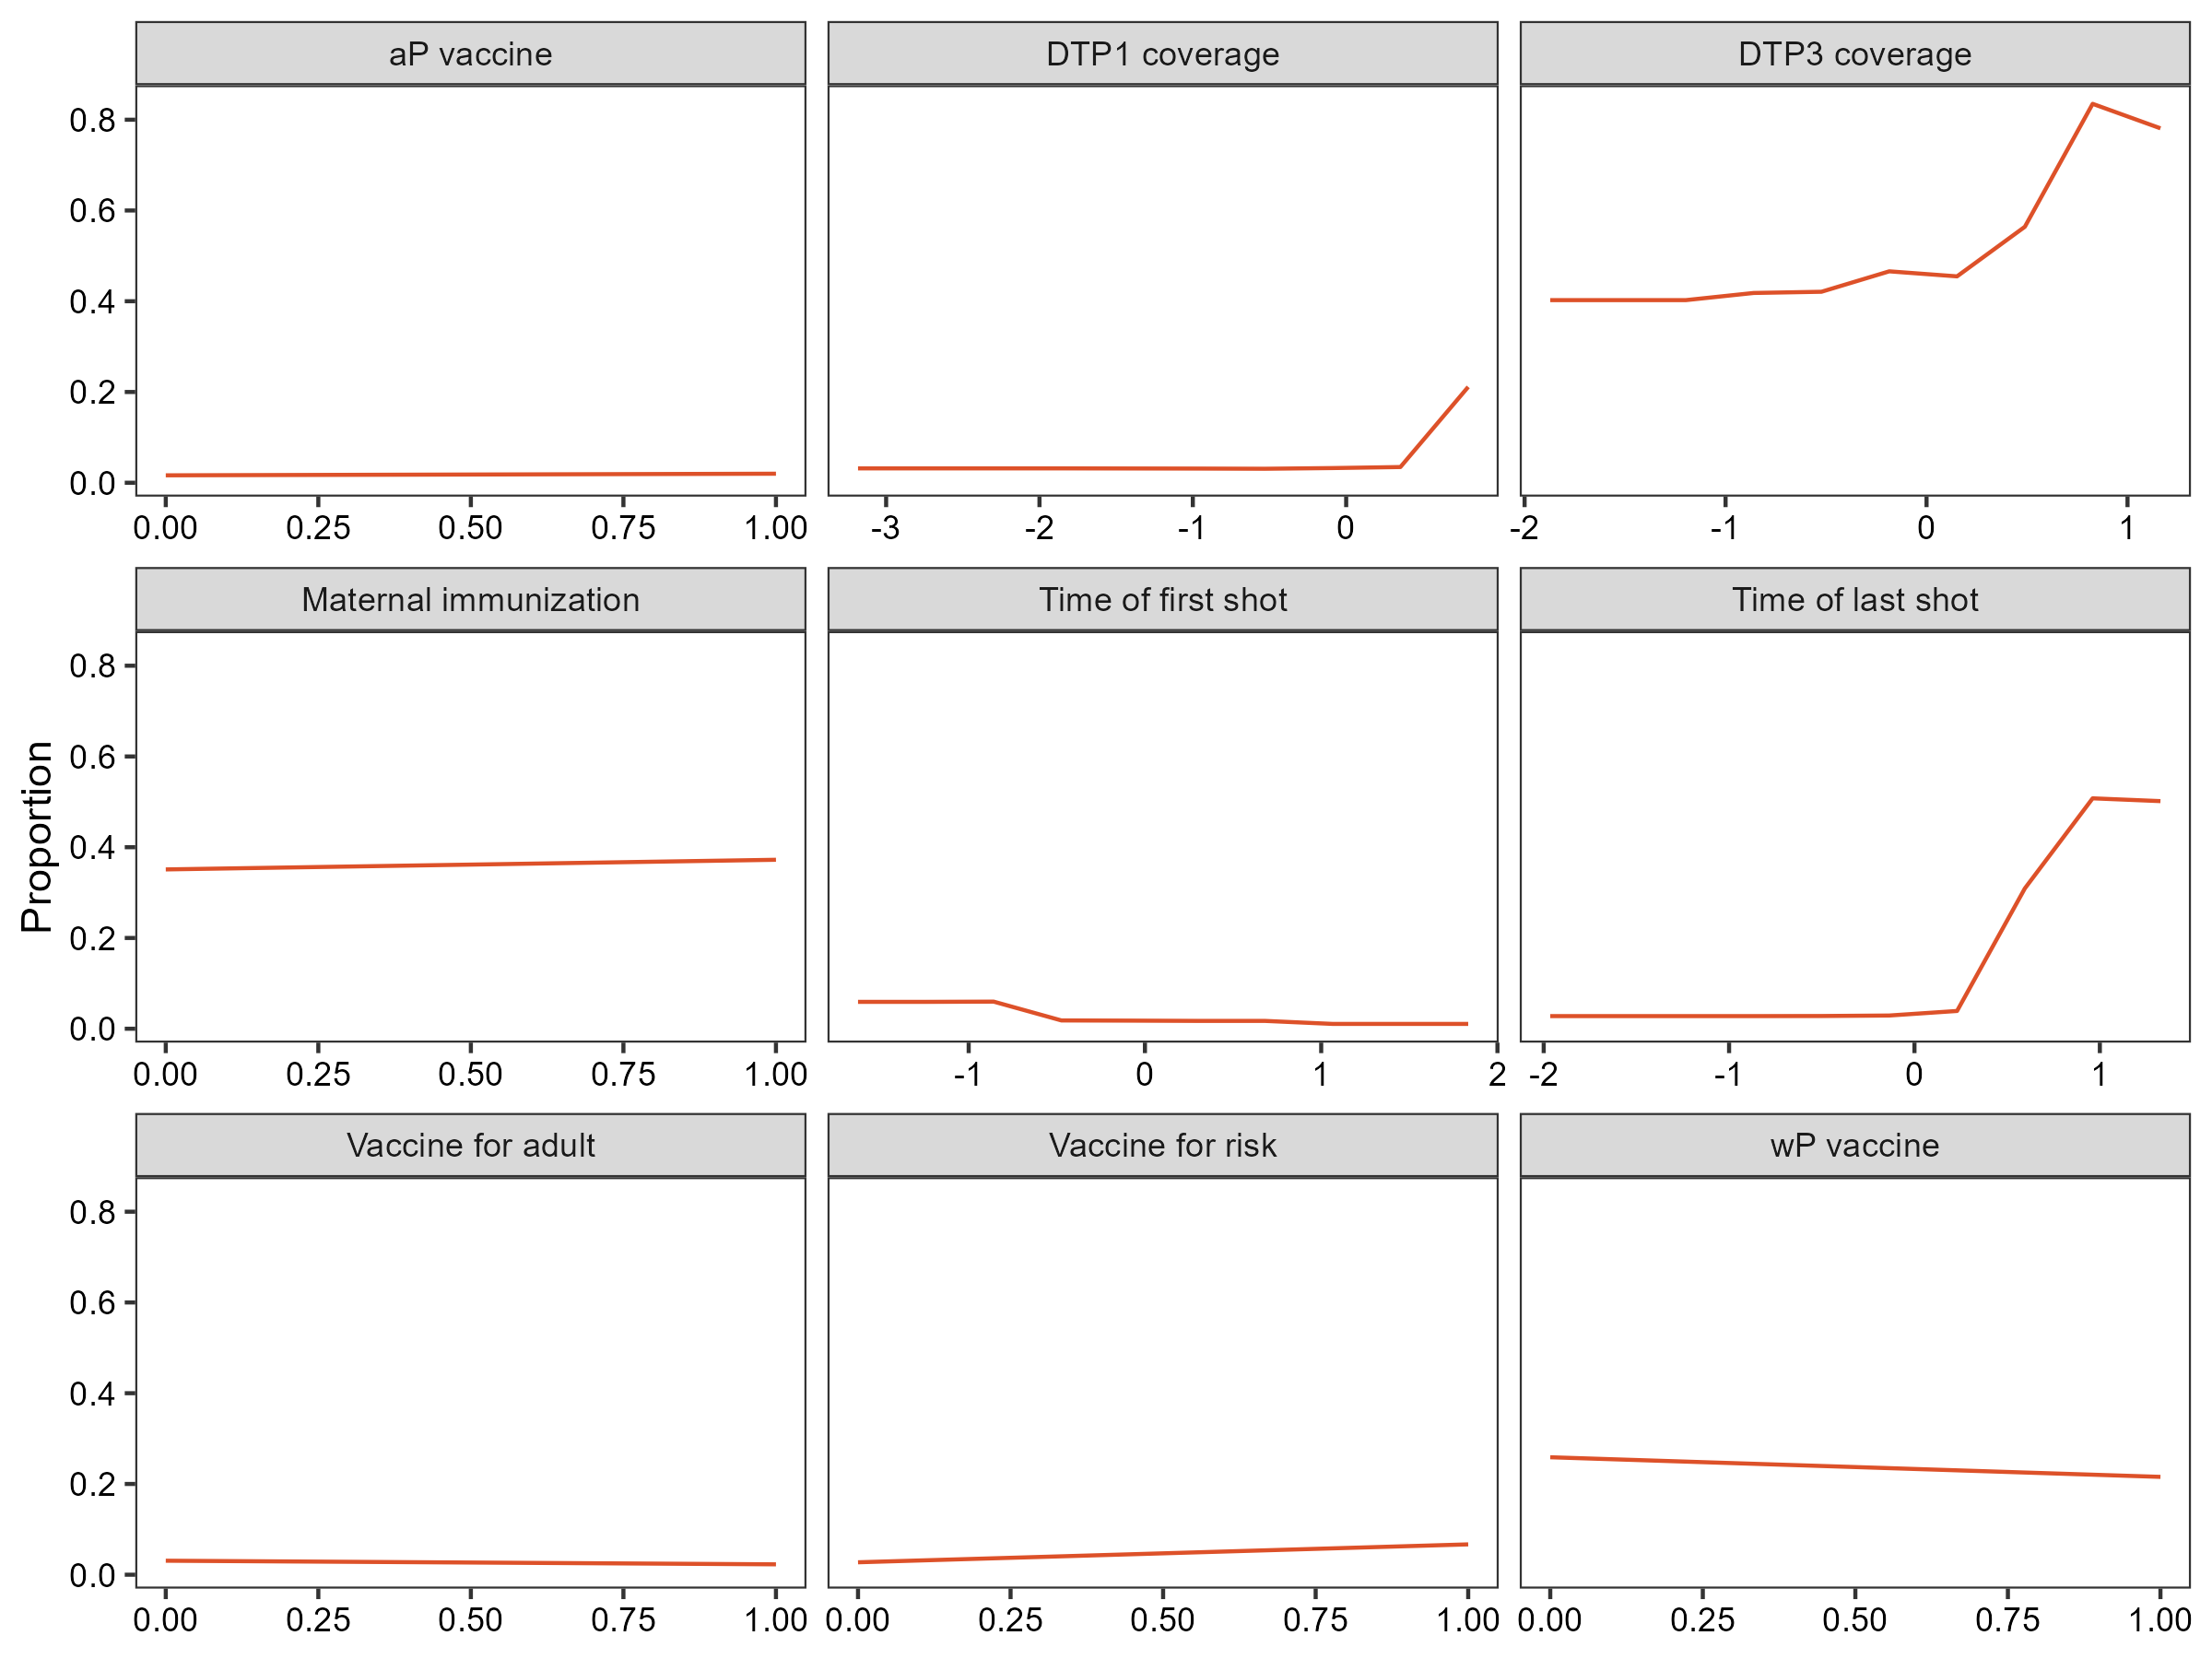 aP vaccine DTP1 coverage DTP3 coverage
0.8
0.6
0.4
0.2
0.0
0.00 0.25 0.50 0.75 1.00 -3 -2 -1 0 -2 -1 0 1
Maternal immunization Time of first shot Time of last shot
Proportion
0.8
0.6
0.4
0.2
0.0
0.00 0.25 0.50 0.75 1.00 -1 0 1 2 -2 -1 0 1
Vaccine for adult Vaccine for risk wP vaccine
0.8
0.6
0.4
0.2
0.0
0.00 0.25 0.50 0.75 1.00 0.00 0.25 0.50 0.75 1.00 0.00 0.25 0.50 0.75 1.00